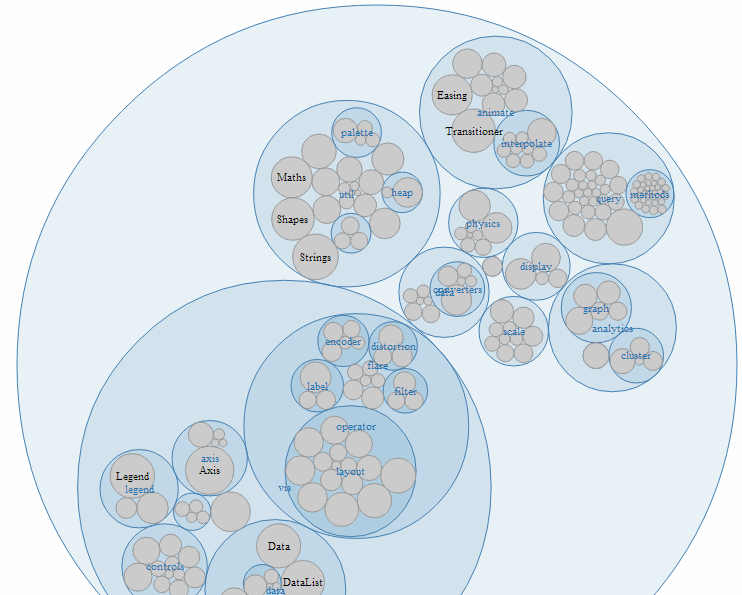 Easing
animate
palette
Transitioner
interpolate
Maths
util
heap
query
methods
Shapes
physics
Strings
display
data
converters
graph
analytics
scale
encoder
distortion
cluster
flare
label
filter
operator
axis
Axis
layout
Legend
legend
vis
Data
controls
DataList
data